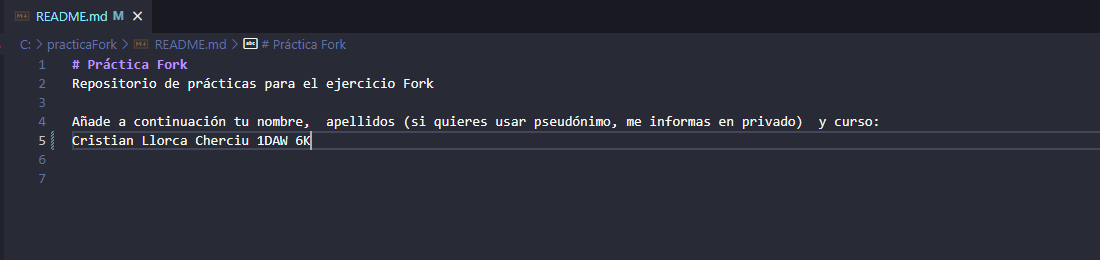 README.md M ✕
C: > practicaFork > README.md > abc # Práctica Fork
1 # Práctica Fork
2 Repositorio de prácticas para el ejercicio Fork
3
4 Añade a continuación tu nombre,  apellidos (si quieres usar pseudónimo, me informas en privado)  y curso:
5 Cristian Llorca Cherciu 1DAW 6K
6
7